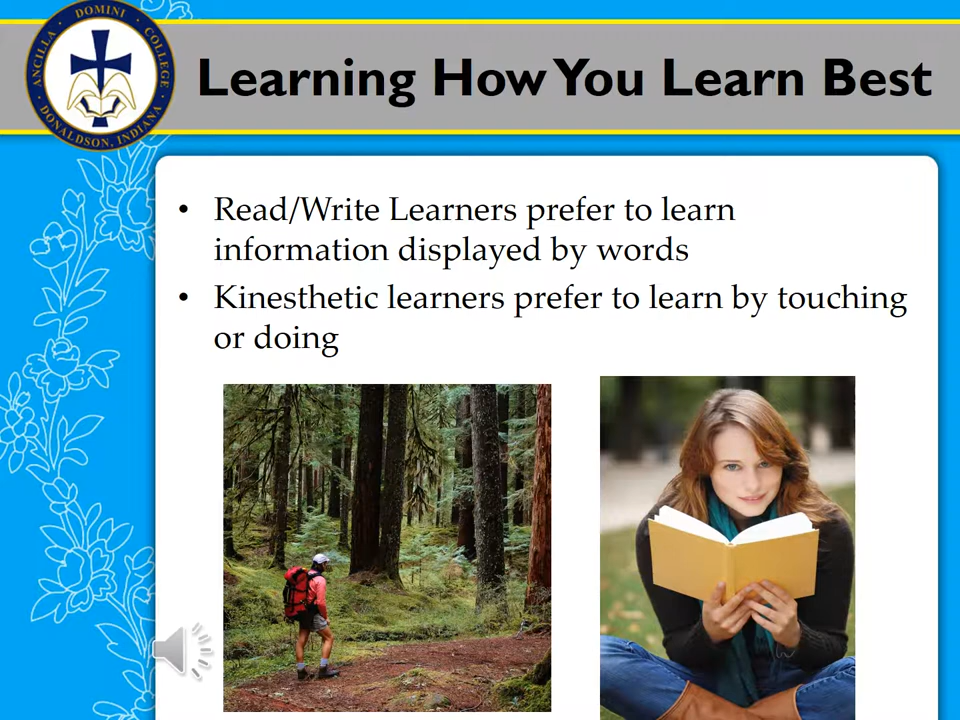 ANCILLA · DOMINI · COLLEGE
DONALDSON, INDIANA
Learning How You Learn Best
• Read/Write Learners prefer to learn
information displayed by words
• Kinesthetic learners prefer to learn by touching
or doing